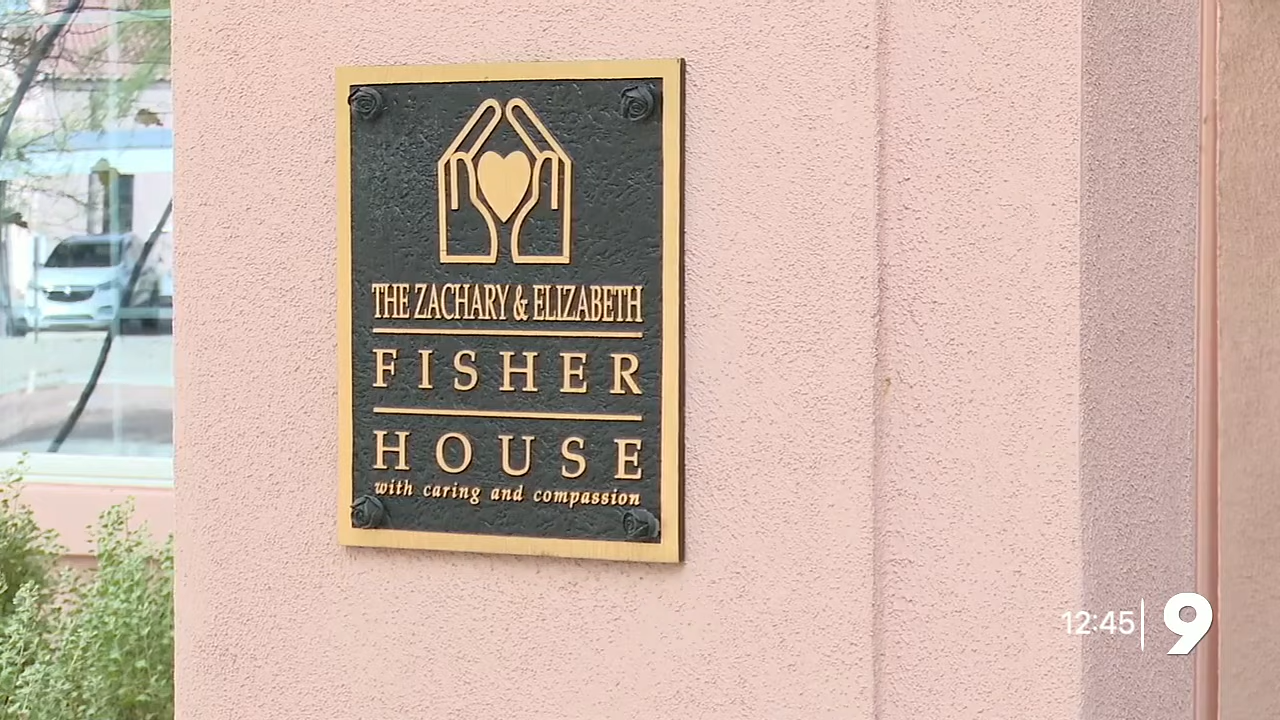 THE ZACHARY & ELIZABETH
FISHER
HOUSE
with caring and compassion
12:45 9